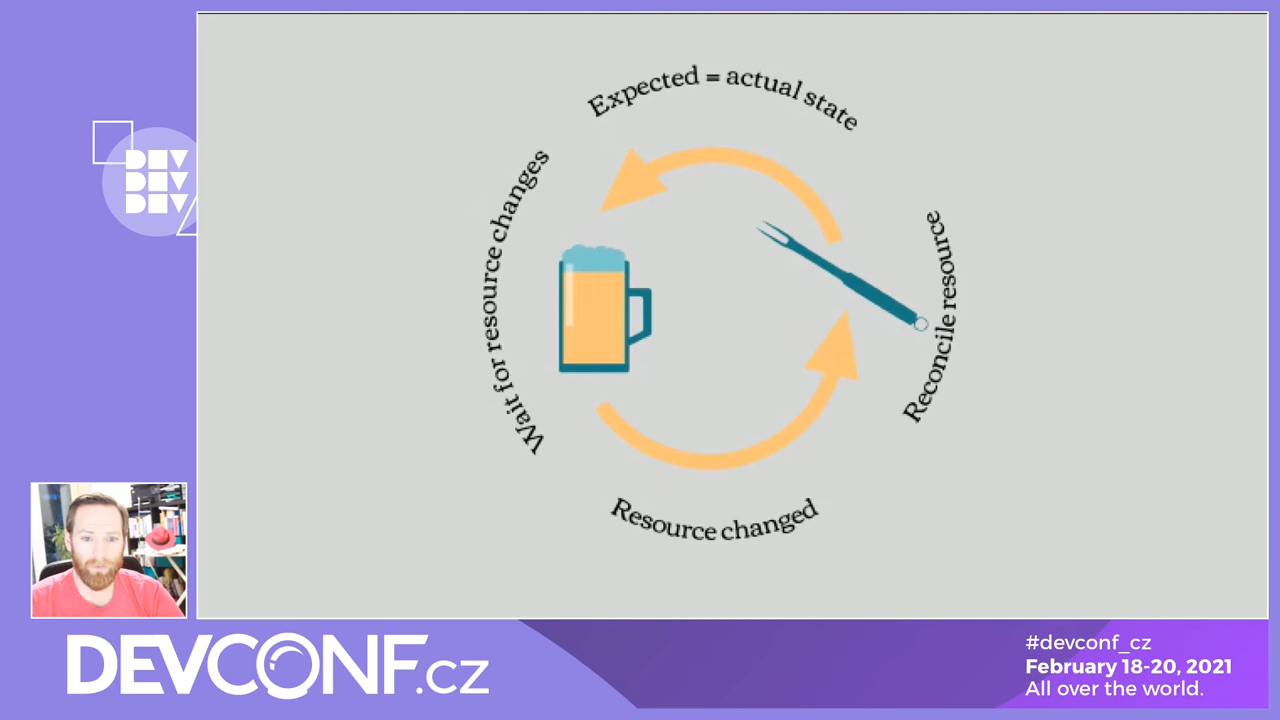 Expected = actual state
Wait for resource changes
Reconcile resource
Resource changed
DEV
DEV
DEV
DEVCONF.cz
#devconf_cz
February 18-20, 2021
All over the world.